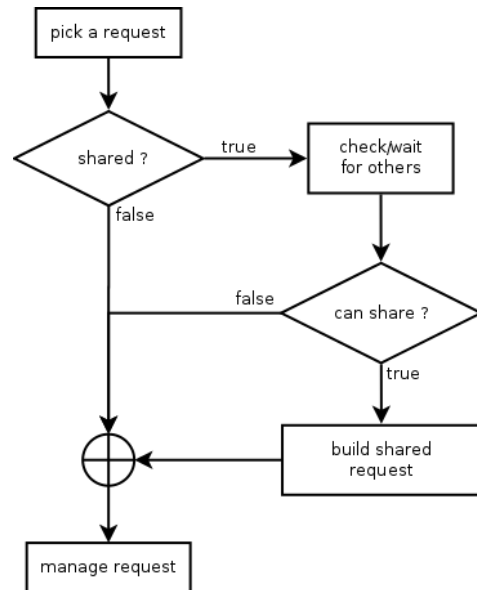 pick a request
shared ?
true
check/wait
for others
false
false
can share ?
true
build shared
request
manage request